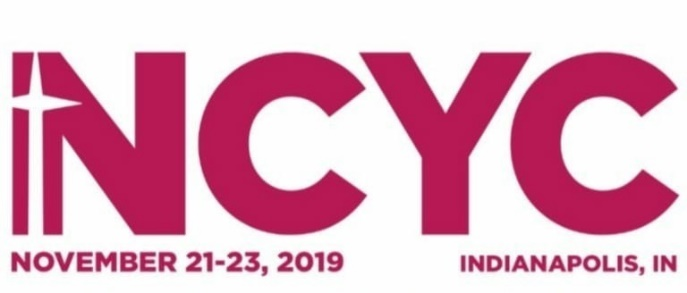 NCYC
NOVEMBER 21-23, 2019 INDIANAPOLIS, IN